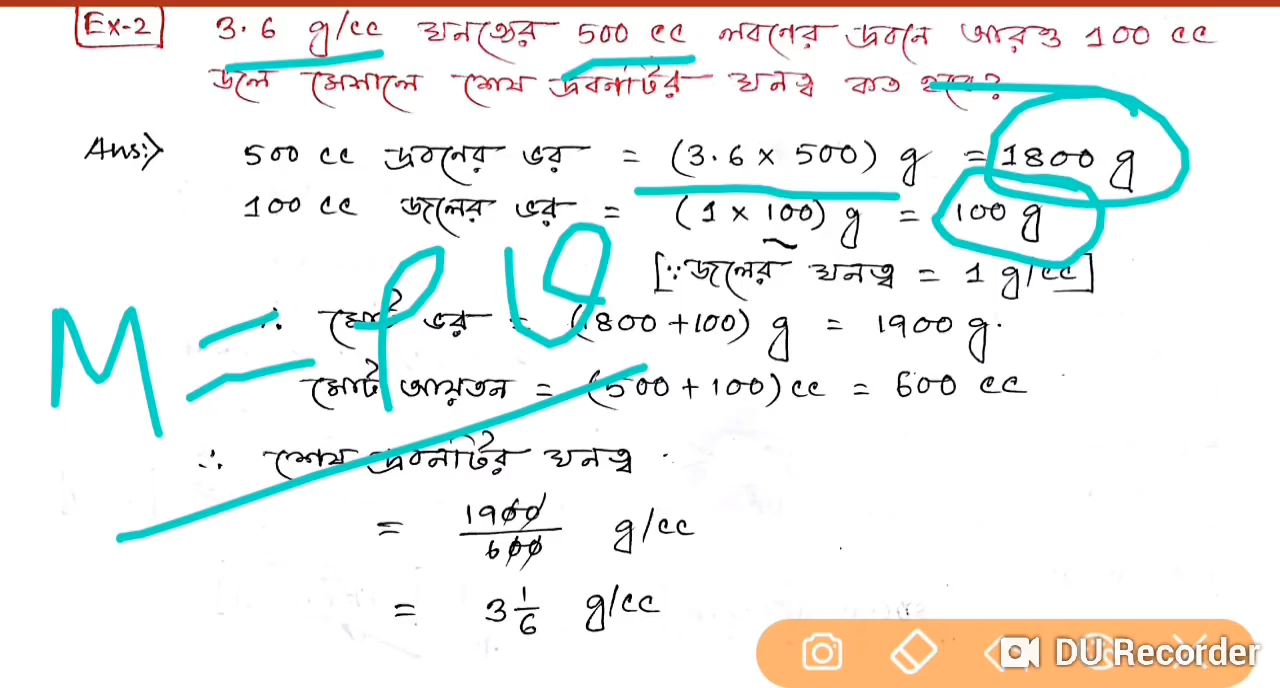 Ex-2 3.6 g/cc ঘনত্বের 500 cc লবনের দ্রবনে আরও 100 cc
জলে মেশালে শেষ দ্রবনটির ঘনত্ব কত হবে?
Ans:> 500 cc দ্রবনের ভর = (3.6 x 500) g = 1800 g
100 cc জলের ভর = (1 x 100) g = 100 g
[∵ জলের ঘনত্ব = 1 g/cc]
∴ মোট ভর = (1800 + 100) g = 1900 g.
M = ρ V
মোট আয়তন = (500 + 100) cc = 600 cc
∴ শেষ দ্রবনটির ঘনত্ব
= 1900/600 g/cc
= 3 1/6 g/cc
DU Recorder